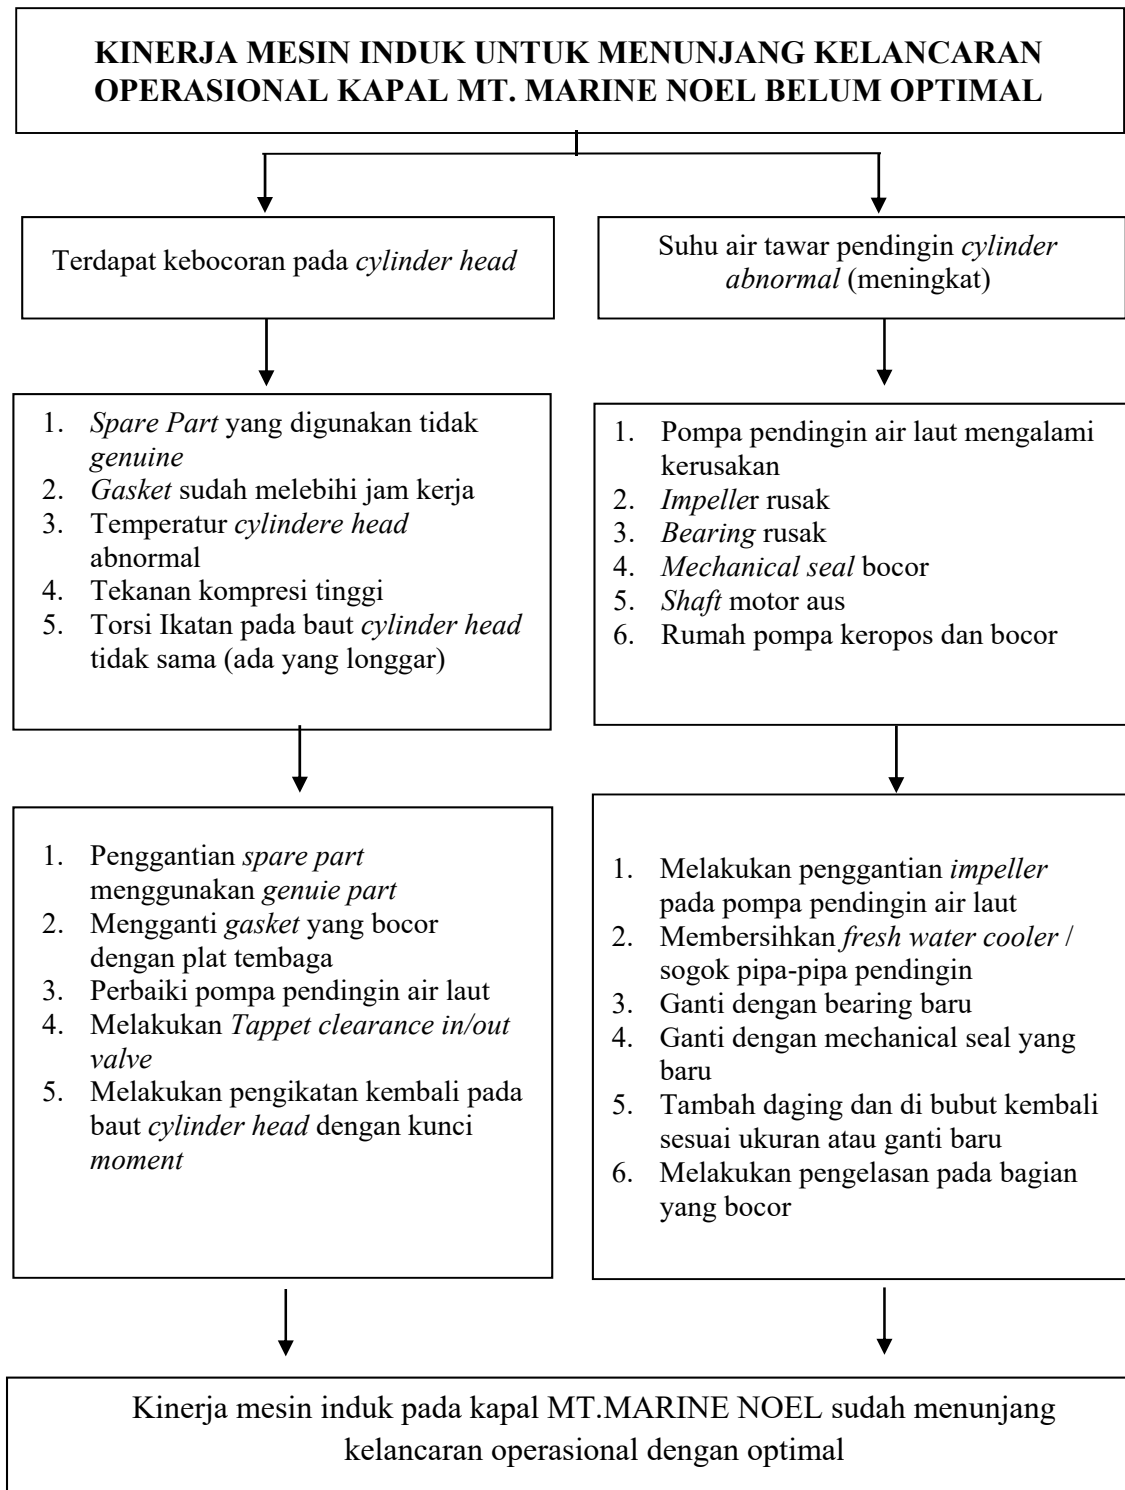 KINERJA MESIN INDUK UNTUK MENUNJANG KELANCARAN
OPERASIONAL KAPAL MT. MARINE NOEL BELUM OPTIMAL
Terdapat kebocoran pada cylinder head
Suhu air tawar pendingin cylinder
abnormal (meningkat)
1. Spare Part yang digunakan tidak
genuine
2. Gasket sudah melebihi jam kerja
3. Temperatur cylindere head
abnormal
4. Tekanan kompresi tinggi
5. Torsi Ikatan pada baut cylinder head
tidak sama (ada yang longgar)
1. Pompa pendingin air laut mengalami
kerusakan
2. Impeller rusak
3. Bearing rusak
4. Mechanical seal bocor
5. Shaft motor aus
6. Rumah pompa keropos dan bocor
1. Penggantian spare part
menggunakan genuie part
2. Mengganti gasket yang bocor
dengan plat tembaga
3. Perbaiki pompa pendingin air laut
4. Melakukan Tappet clearance in/out
valve
5. Melakukan pengikatan kembali pada
baut cylinder head dengan kunci
moment
1. Melakukan penggantian impeller
pada pompa pendingin air laut
2. Membersihkan fresh water cooler /
sogok pipa-pipa pendingin
3. Ganti dengan bearing baru
4. Ganti dengan mechanical seal yang
baru
5. Tambah daging dan di bubut kembali
sesuai ukuran atau ganti baru
6. Melakukan pengelasan pada bagian
yang bocor
Kinerja mesin induk pada kapal MT.MARINE NOEL sudah menunjang
kelancaran operasional dengan optimal